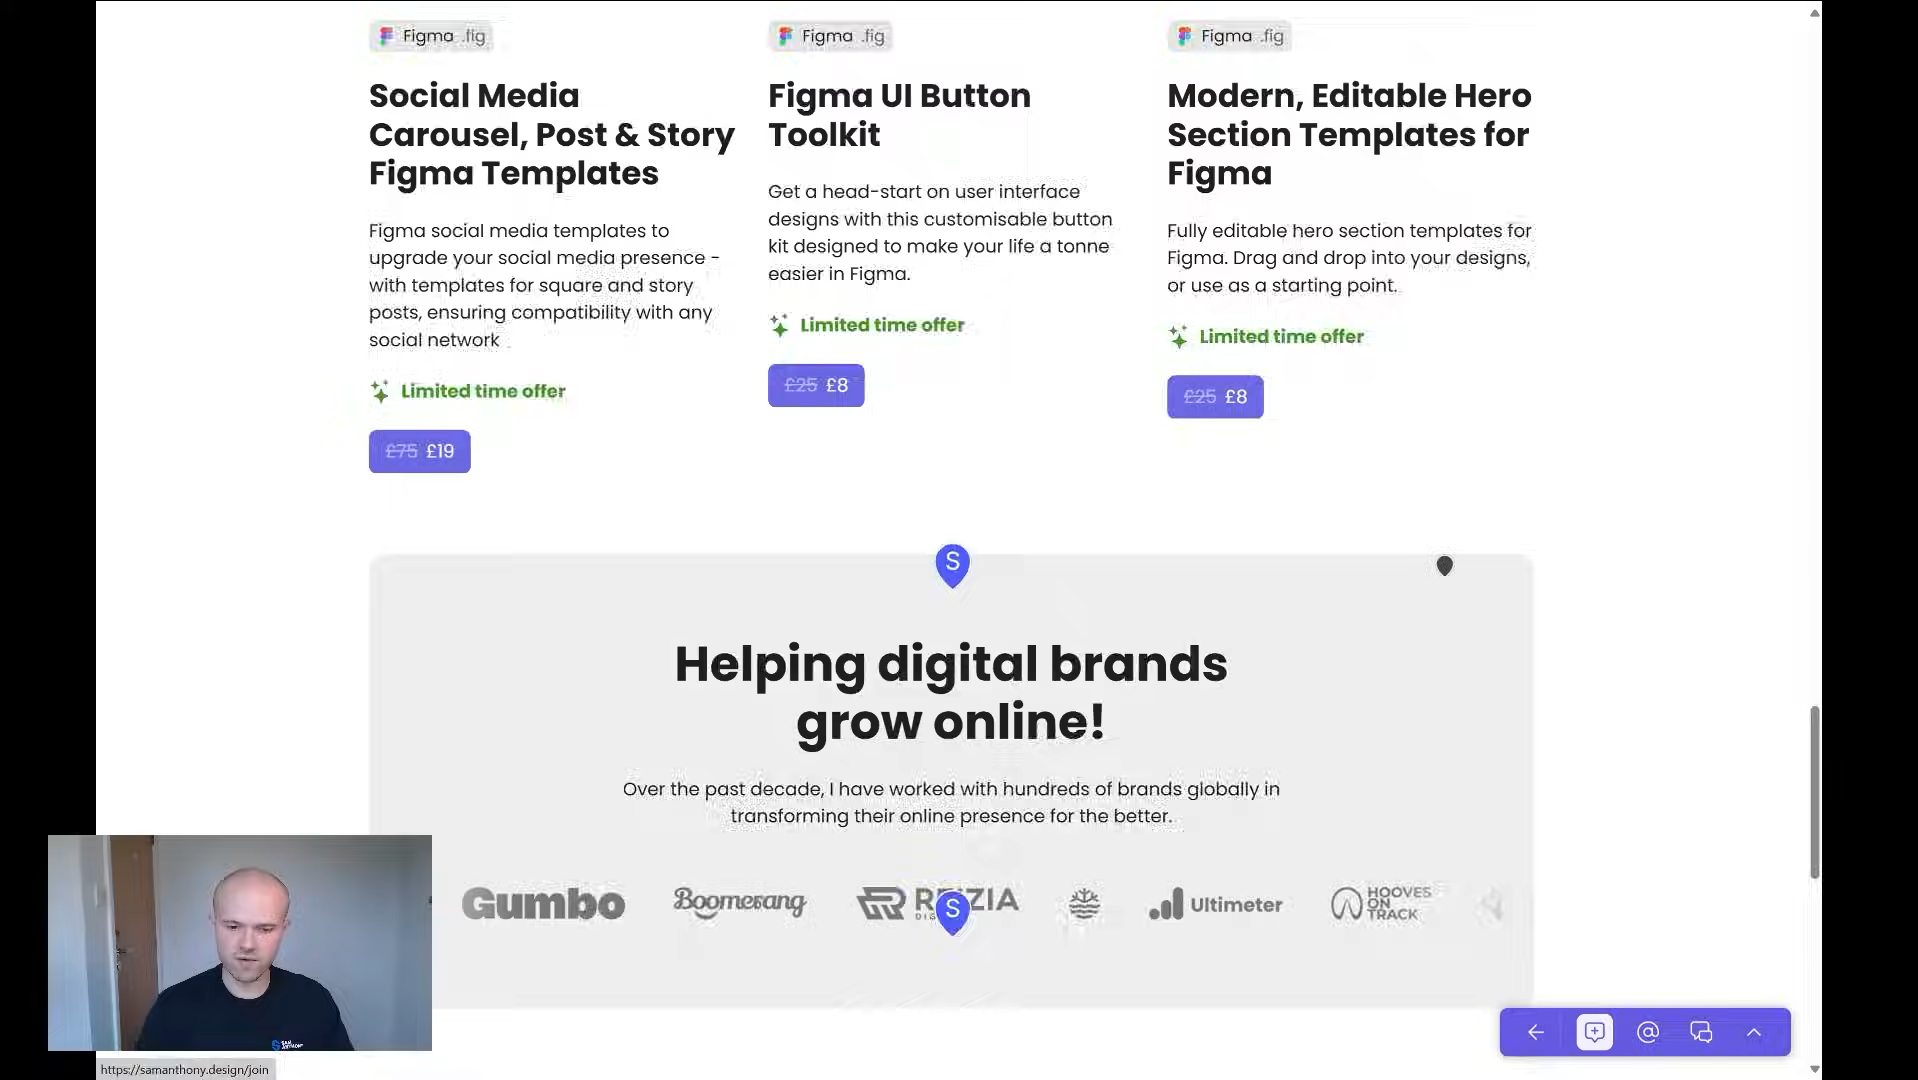 Figma .fig
Social Media
Carousel, Post & Story
Figma Templates
Figma social media templates to
upgrade your social media presence -
with templates for square and story
posts, ensuring compatibility with any
social network
Limited time offer
£75 £19
Figma .fig
Figma UI Button
Toolkit
Get a head-start on user interface
designs with this customisable button
kit designed to make your life a tonne
easier in Figma.
Limited time offer
£25 £8
Figma .fig
Modern, Editable Hero
Section Templates for
Figma
Fully editable hero section templates for
Figma. Drag and drop into your designs,
or use as a starting point.
Limited time offer
£25 £8
S
Helping digital brands
grow online!
Over the past decade, I have worked with hundreds of brands globally in
transforming their online presence for the better.
Gumbo
Boomerang
S
Ultimeter
HOOVES
ON
TRACK
https://samanthony.design/join